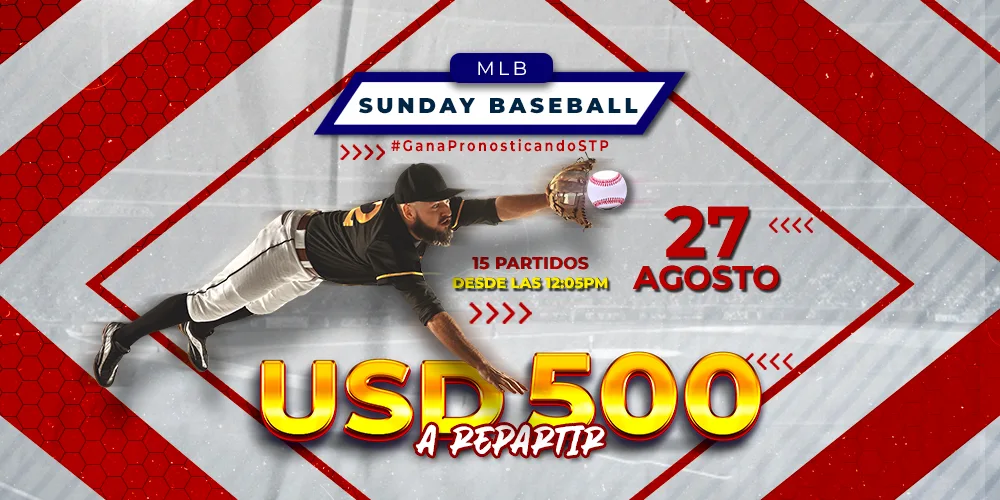 MLB
SUNDAY BASEBALL
#GanaPronosticandoSTP
27
AGOSTO
15 PARTIDOS
DESDE LAS 12:05PM
USD 500
A REPARTIR